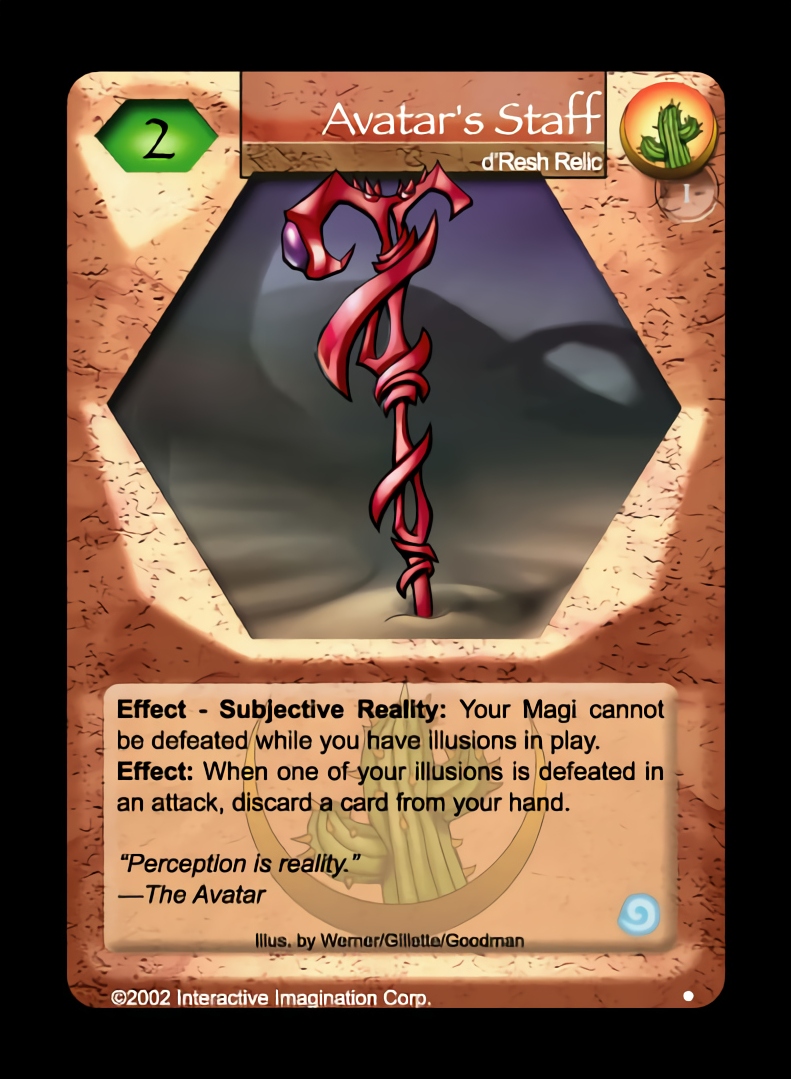 2
Avatar's Staff
d'Resh Relic
1
Effect - Subjective Reality: Your Magi cannot
be defeated while you have illusions in play.
Effect: When one of your illusions is defeated in
an attack, discard a card from your hand.
“Perception is reality.”
—The Avatar
Illus. by Werner/Gillette/Goodman
©2002 Interactive Imagination Corp.